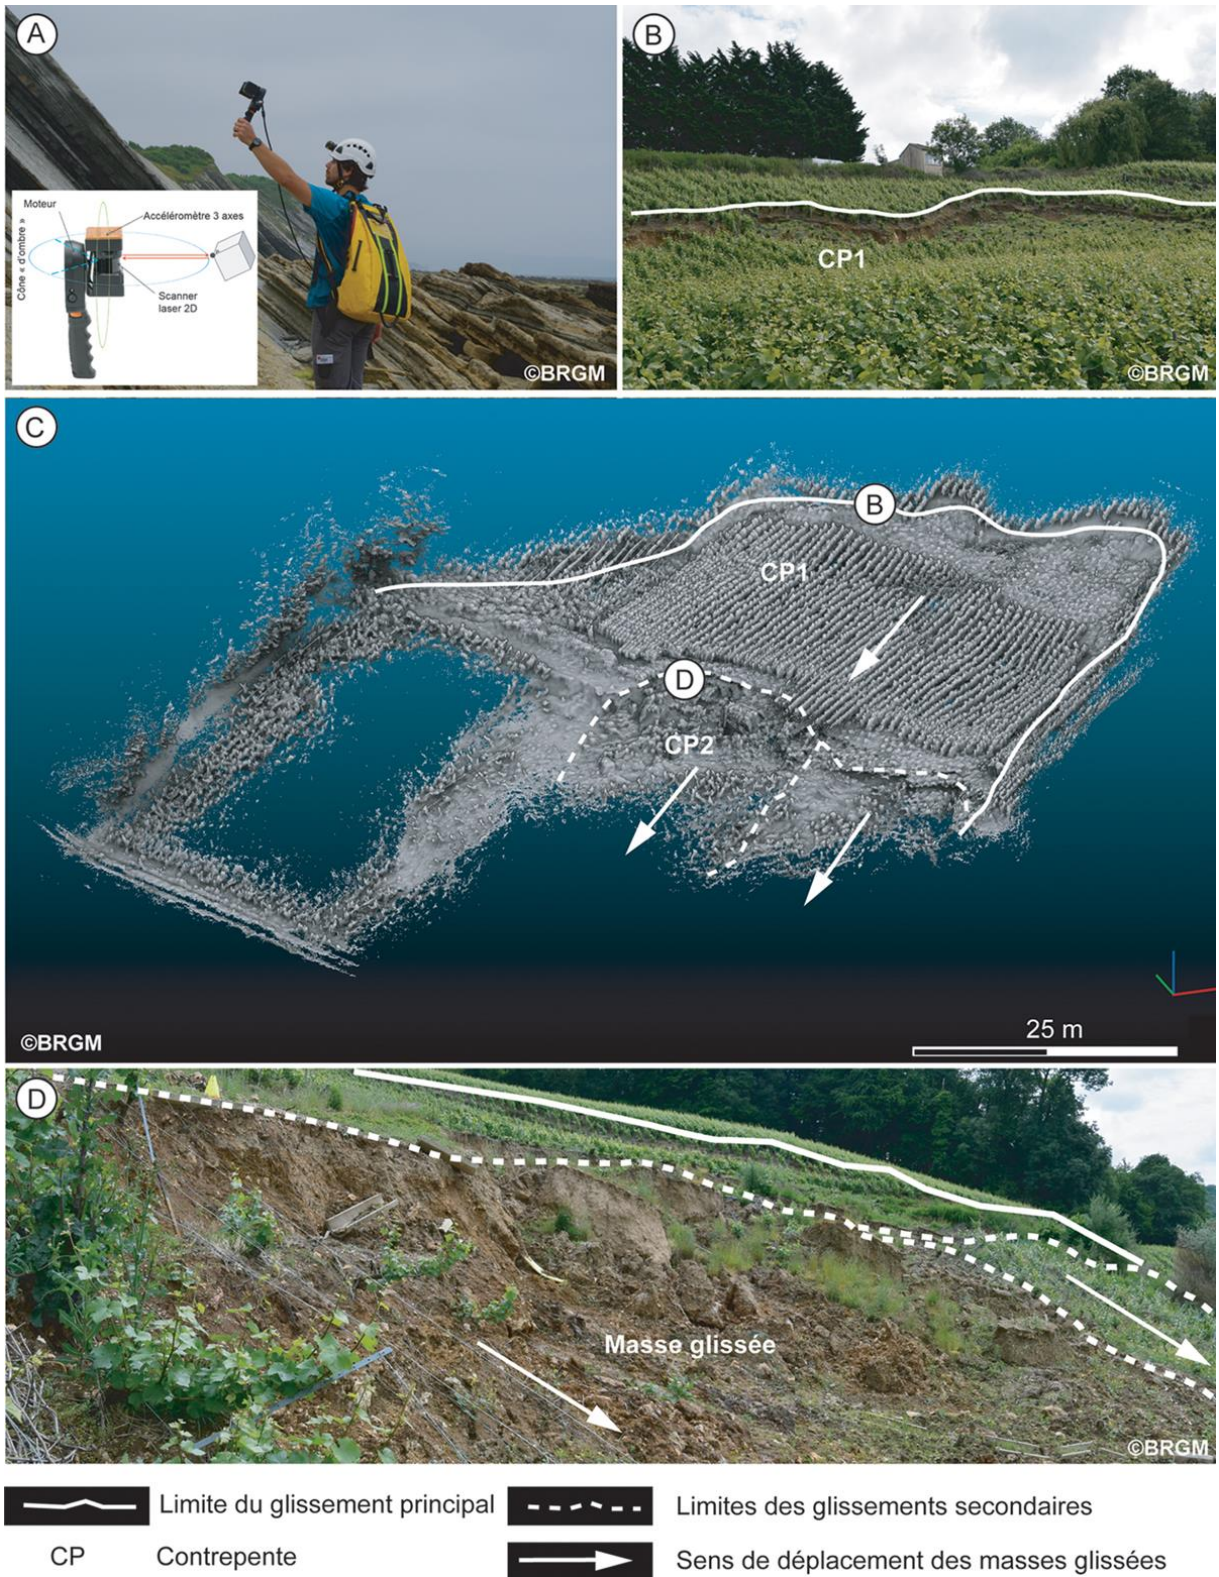 A
Moteur
Accéléromètre 3 axes
Cône « d'ombre »
Scanner
laser 2D
©BRGM
B
CP1
©BRGM
C
B
CP1
D
CP2
©BRGM
25 m
D
Masse glissée
©BRGM
Limite du glissement principal
Limites des glissements secondaires
CP
Contrepente
Sens de déplacement des masses glissées